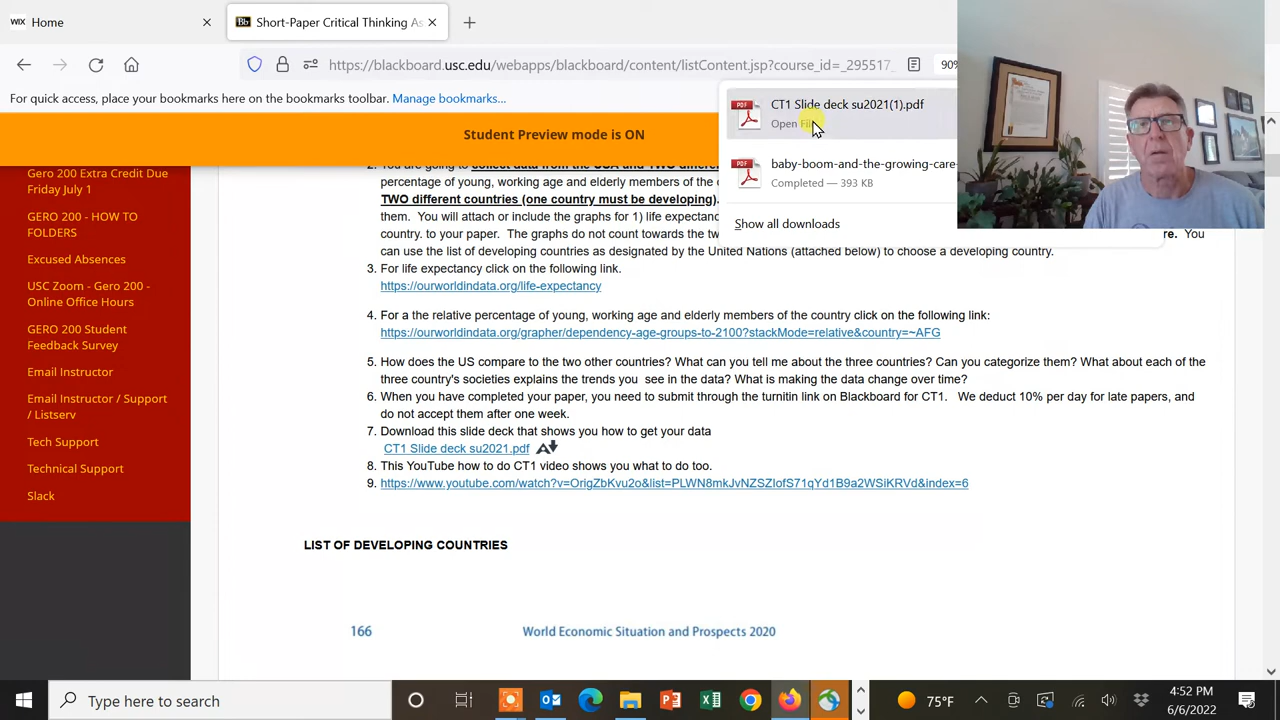 WIX Home
Bb Short-Paper Critical Thinking As
https://blackboard.usc.edu/webapps/blackboard/content/listContent.jsp?course_id=_295517_
90%
For quick access, place your bookmarks here on the bookmarks toolbar. Manage bookmarks...
PDF CT1 Slide deck su2021(1).pdf
Open File
PDF baby-boom-and-the-growing-care-
Completed — 393 KB
Show all downloads
Student Preview mode is ON
Gero 200 Extra Credit Due
Friday July 1
GERO 200 - HOW TO
FOLDERS
Excused Absences
USC Zoom - Gero 200 -
Online Office Hours
GERO 200 Student
Feedback Survey
Email Instructor
Email Instructor / Support
/ Listserv
Tech Support
Technical Support
Slack
2. You are going to collect data from the USA and TWO differe
percentage of young, working age and elderly members of the c
TWO different countries (one country must be developing).
them. You will attach or include the graphs for 1) life expectanc
country. to your paper. The graphs do not count towards the tw re. You
can use the list of developing countries as designated by the United Nations (attached below) to choose a developing country.
3. For life expectancy click on the following link.
https://ourworldindata.org/life-expectancy
4. For a the relative percentage of young, working age and elderly members of the country click on the following link:
https://ourworldindata.org/grapher/dependency-age-groups-to-2100?stackMode=relative&country=~AFG
5. How does the US compare to the two other countries? What can you tell me about the three countries? Can you categorize them? What about each of the
three country's societies explains the trends you see in the data? What is making the data change over time?
6. When you have completed your paper, you need to submit through the turnitin link on Blackboard for CT1. We deduct 10% per day for late papers, and
do not accept them after one week.
7. Download this slide deck that shows you how to get your data
CT1 Slide deck su2021.pdf A
8. This YouTube how to do CT1 video shows you what to do too.
9. https://www.youtube.com/watch?v=OrigZbKvu2o&list=PLWN8mkJvNZSZIofS71qYd1B9a2WSiKRVd&index=6
LIST OF DEVELOPING COUNTRIES
166 World Economic Situation and Prospects 2020
Type here to search
75°F
4:52 PM
6/6/2022